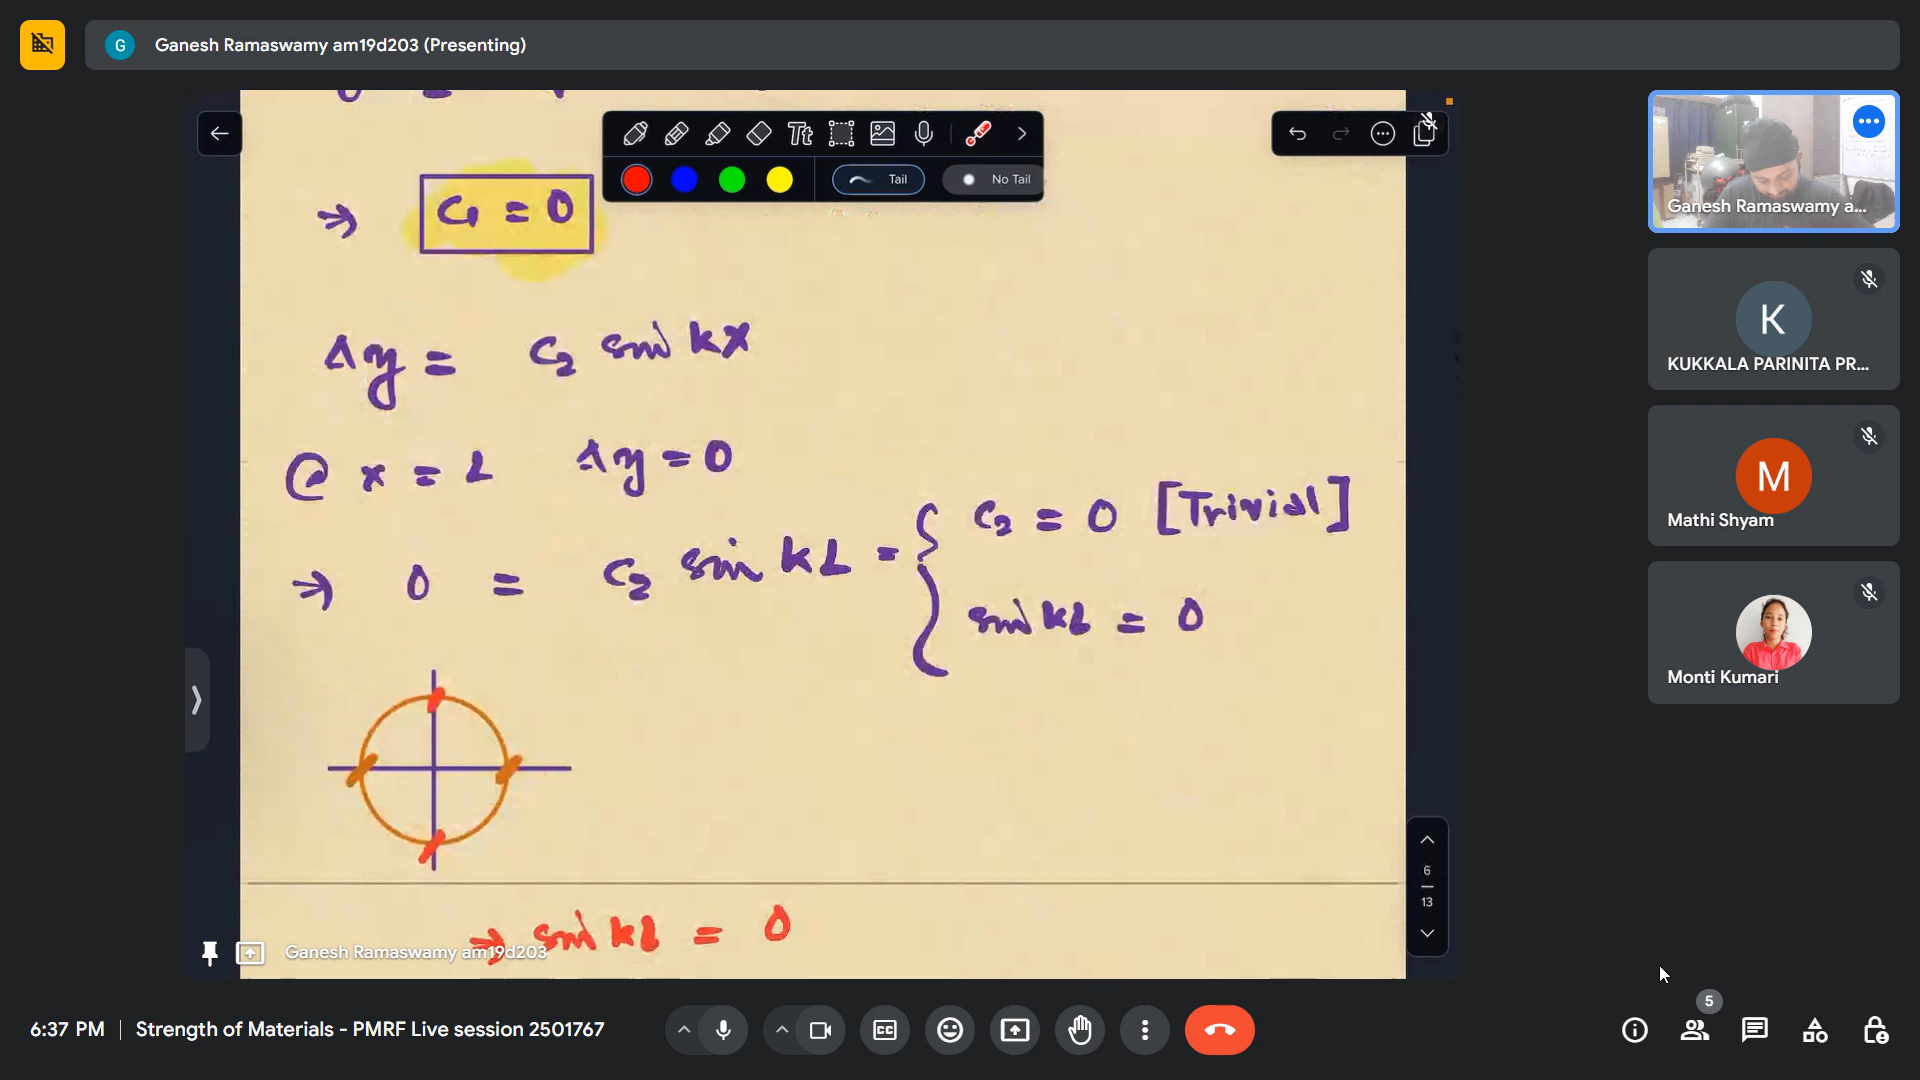 G Ganesh Ramaswamy am19d203 (Presenting)
Tt
Tail No Tail
⇒ C₁ = 0
Δy = C₂ sin kx
@ x = L Δy = 0
⇒ 0 = C₂ sin kL = { C₂ = 0 [Trivial]
sin kL = 0
6
13
⇒ sin kL = 0
Ganesh Ramaswamy am19d203
Ganesh Ramaswamy a...
K
KUKKALA PARINITA PR...
M
Mathi Shyam
Monti Kumari
6:37 PM | Strength of Materials - PMRF Live session 2501767
CC
5